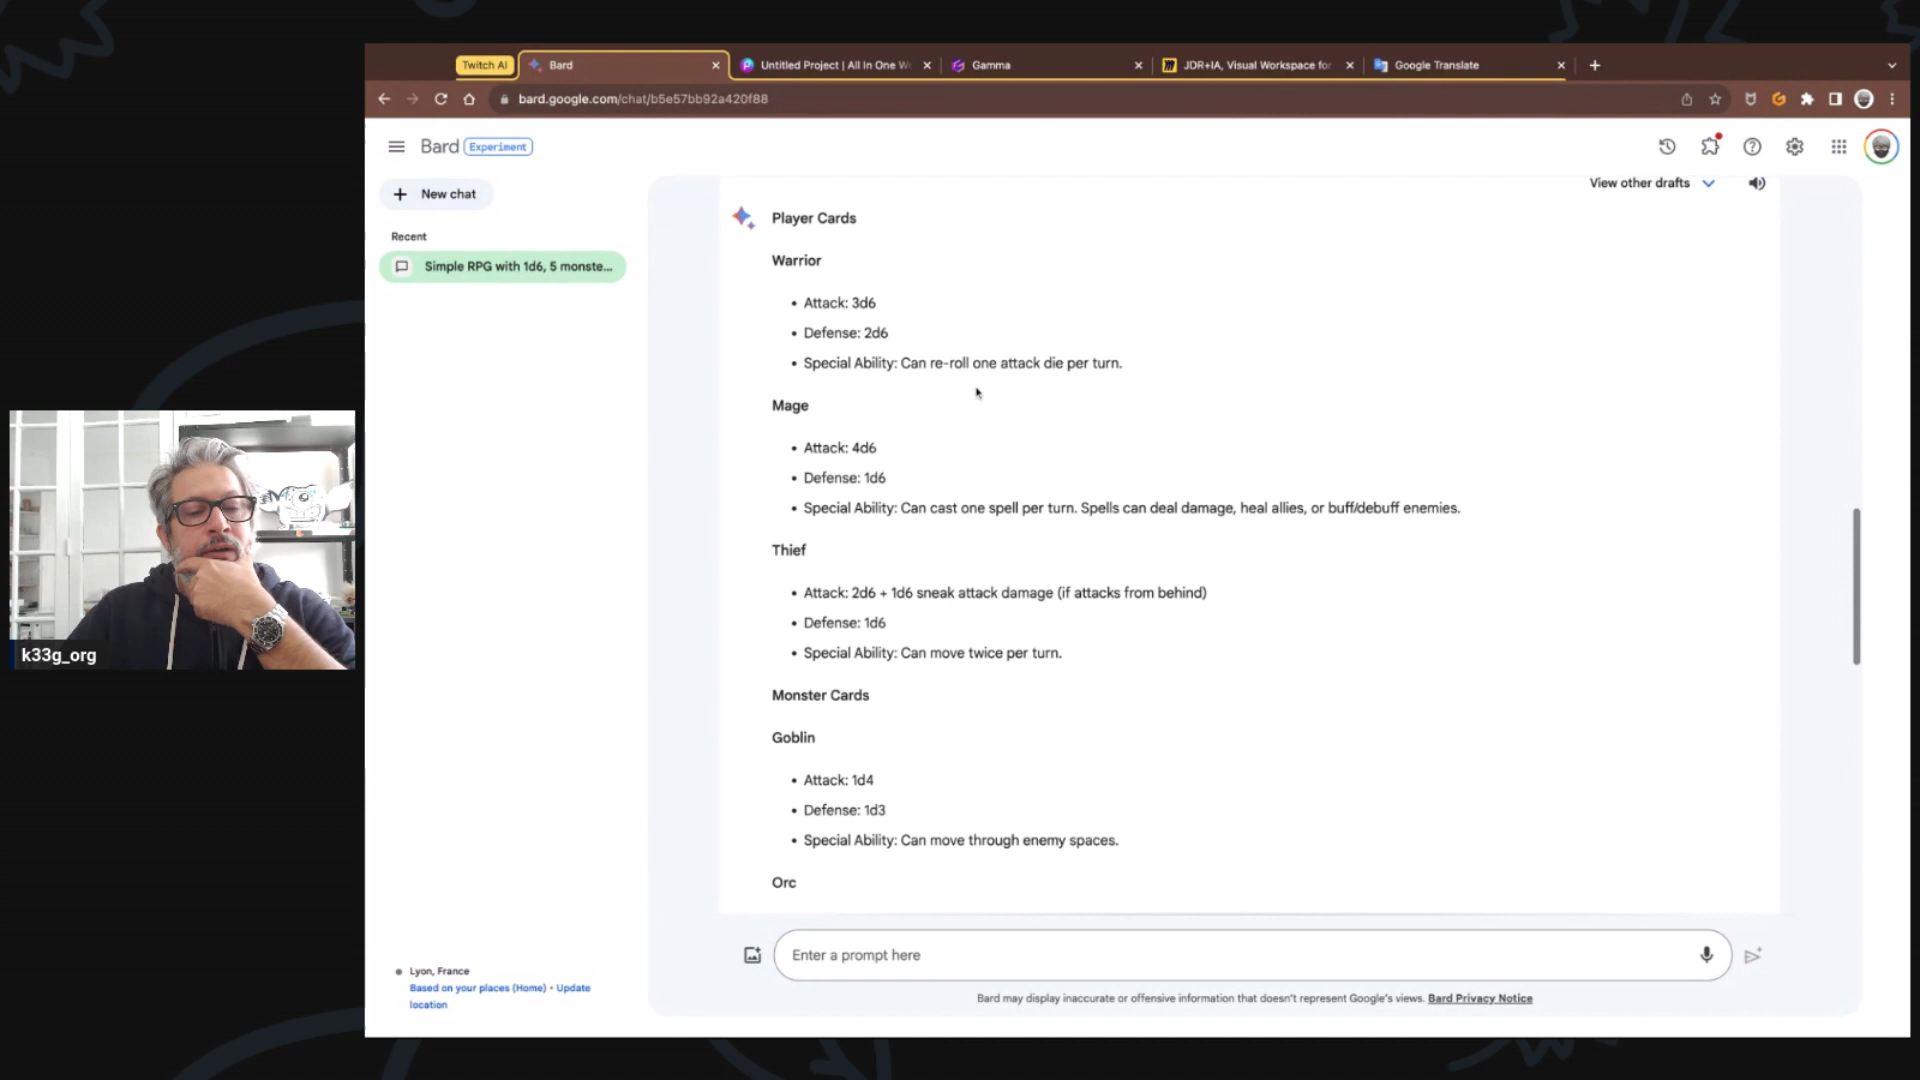 Twitch AI
Bard
Untitled Project | All In One W
Gamma
JDR+IA, Visual Workspace for
Google Translate
bard.google.com/chat/b5e57bb92a420f88
Bard Experiment
New chat
Recent
Simple RPG with 1d6, 5 monste...
View other drafts
Player Cards
Warrior
• Attack: 3d6
• Defense: 2d6
• Special Ability: Can re-roll one attack die per turn.
Mage
• Attack: 4d6
• Defense: 1d6
• Special Ability: Can cast one spell per turn. Spells can deal damage, heal allies, or buff/debuff enemies.
Thief
• Attack: 2d6 + 1d6 sneak attack damage (if attacks from behind)
• Defense: 1d6
• Special Ability: Can move twice per turn.
Monster Cards
Goblin
• Attack: 1d4
• Defense: 1d3
• Special Ability: Can move through enemy spaces.
Orc
Enter a prompt here
Bard may display inaccurate or offensive information that doesn't represent Google's views. Bard Privacy Notice
Lyon, France
Based on your places (Home) • Update
location
k33g_org